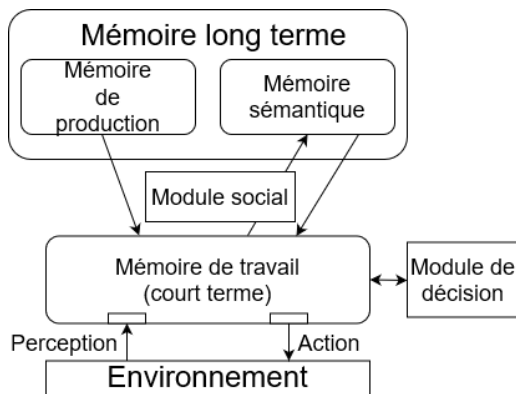 Mémoire long terme
Mémoire
de
production
Mémoire
sémantique
Module social
Mémoire de travail
(court terme)
Module de
décision
Perception
Action
Environnement